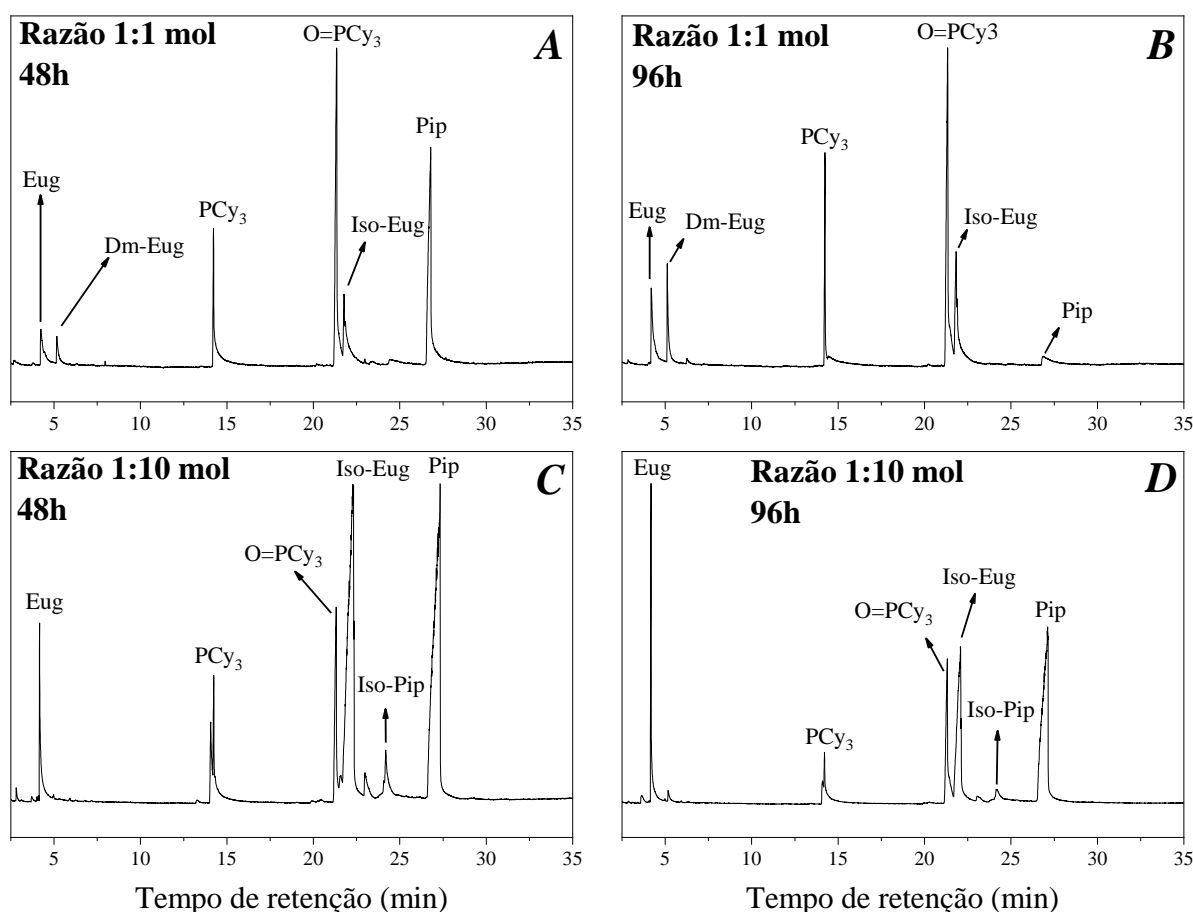 Razão 1:1 mol
48h
A
O=PCy3
Pip
Eug
PCy3
Iso-Eug
Dm-Eug
5 10 15 20 25 30 35
Razão 1:1 mol
96h
B
O=PCy3
PCy3
Eug
Dm-Eug
Iso-Eug
Pip
5 10 15 20 25 30 35
Razão 1:10 mol
48h
C
Iso-Eug
Pip
O=PCy3
Eug
PCy3
Iso-Pip
5 10 15 20 25 30 35
Tempo de retenção (min)
Eug
Razão 1:10 mol
96h
D
Iso-Eug
O=PCy3
Pip
Iso-Pip
PCy3
5 10 15 20 25 30 35
Tempo de retenção (min)